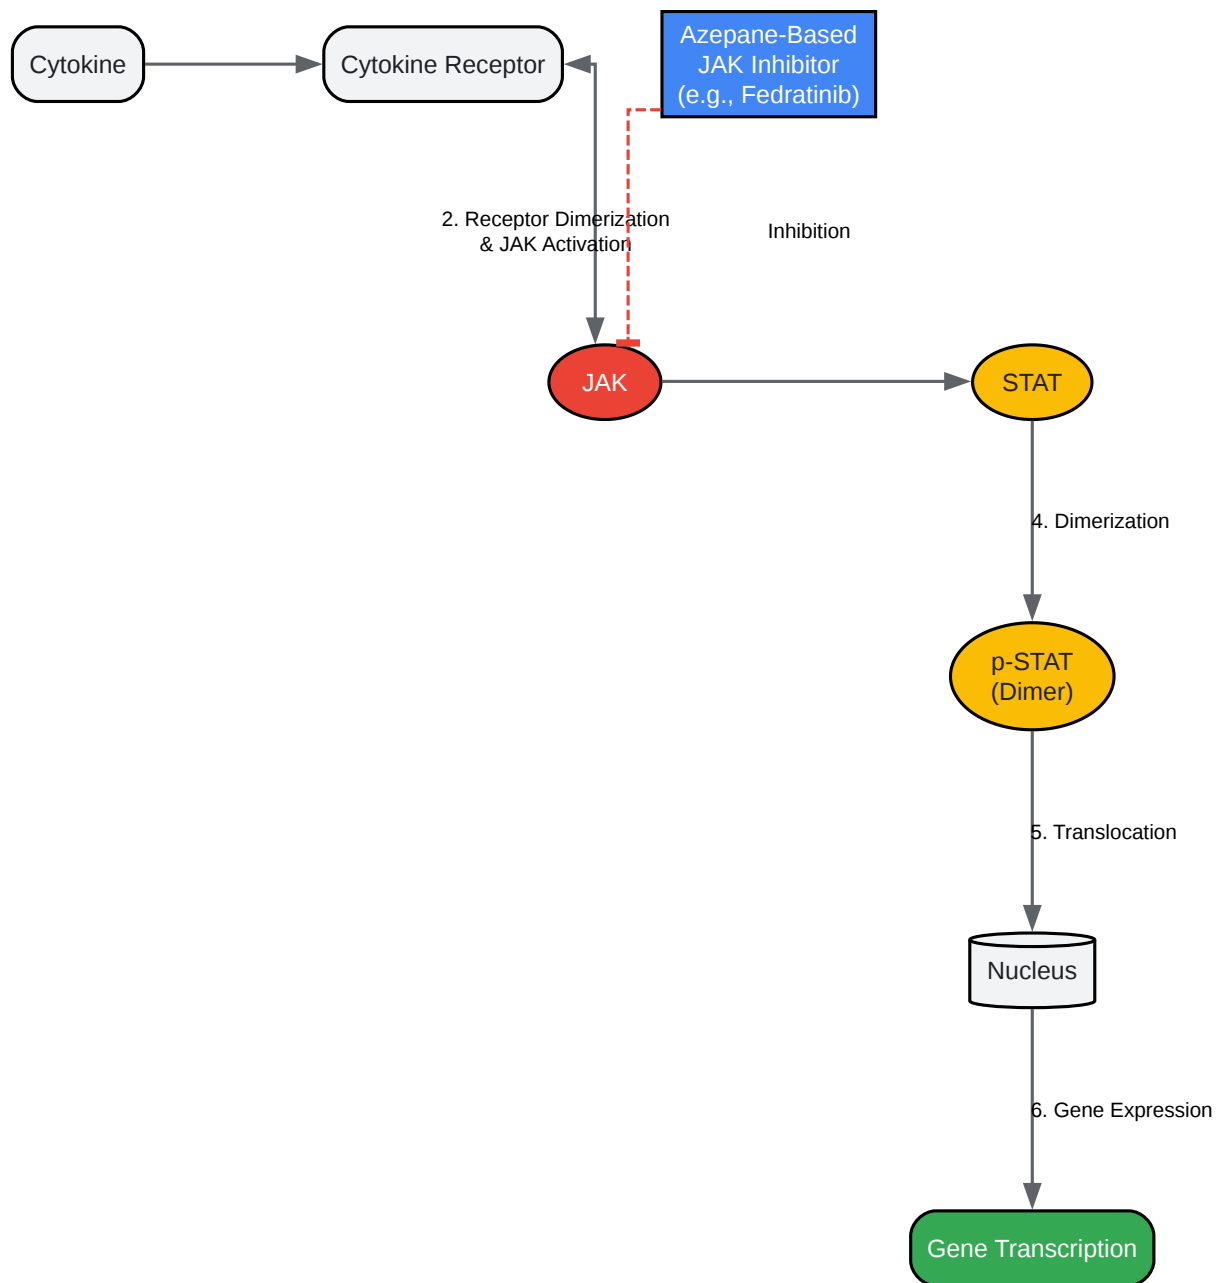 Cytokine
Cytokine Receptor
Azepane-Based
JAK Inhibitor
(e.g., Fedratinib)
2. Receptor Dimerization
& JAK Activation
Inhibition
JAK
STAT
4. Dimerization
p-STAT
(Dimer)
5. Translocation
Nucleus
6. Gene Expression
Gene Transcription